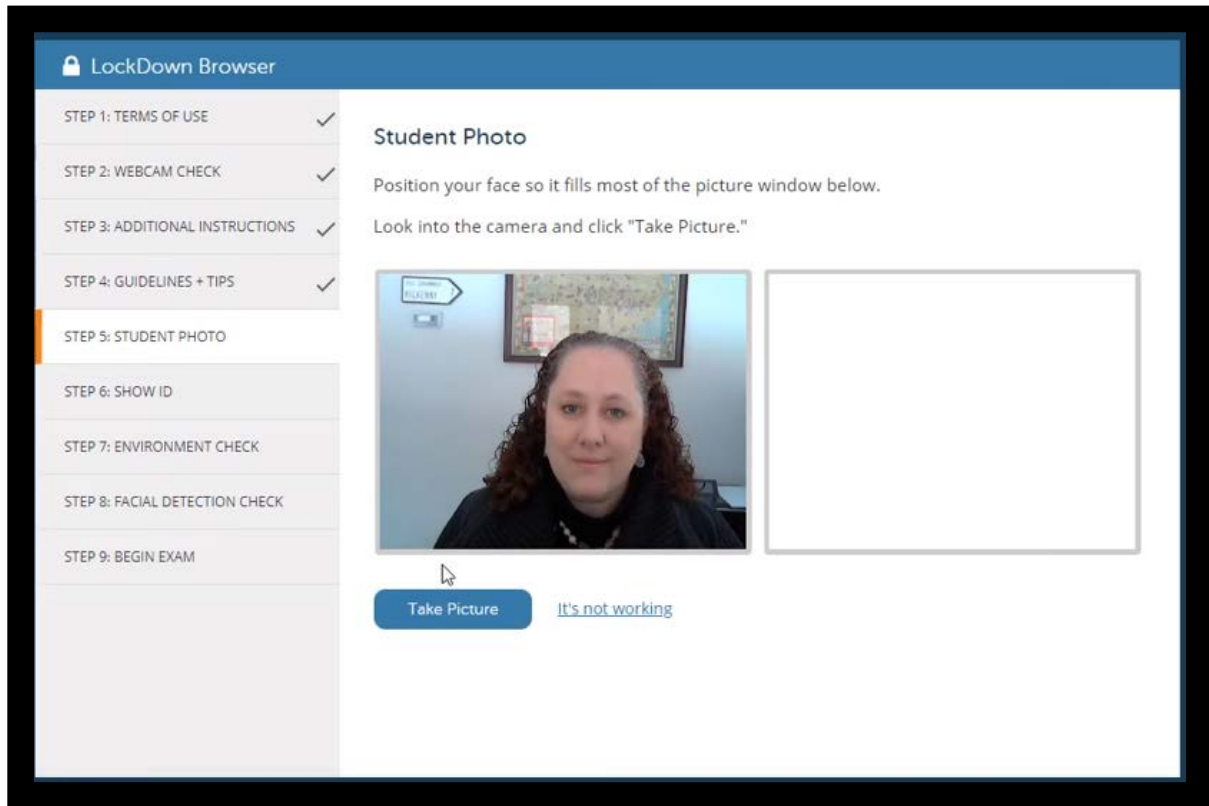 LockDown Browser
STEP 1: TERMS OF USE
STEP 2: WEBCAM CHECK
STEP 3: ADDITIONAL INSTRUCTIONS
STEP 4: GUIDELINES + TIPS
STEP 5: STUDENT PHOTO
STEP 6: SHOW ID
STEP 7: ENVIRONMENT CHECK
STEP 8: FACIAL DETECTION CHECK
STEP 9: BEGIN EXAM
Student Photo
Position your face so it fills most of the picture window below.
Look into the camera and click "Take Picture."
Take Picture
It's not working